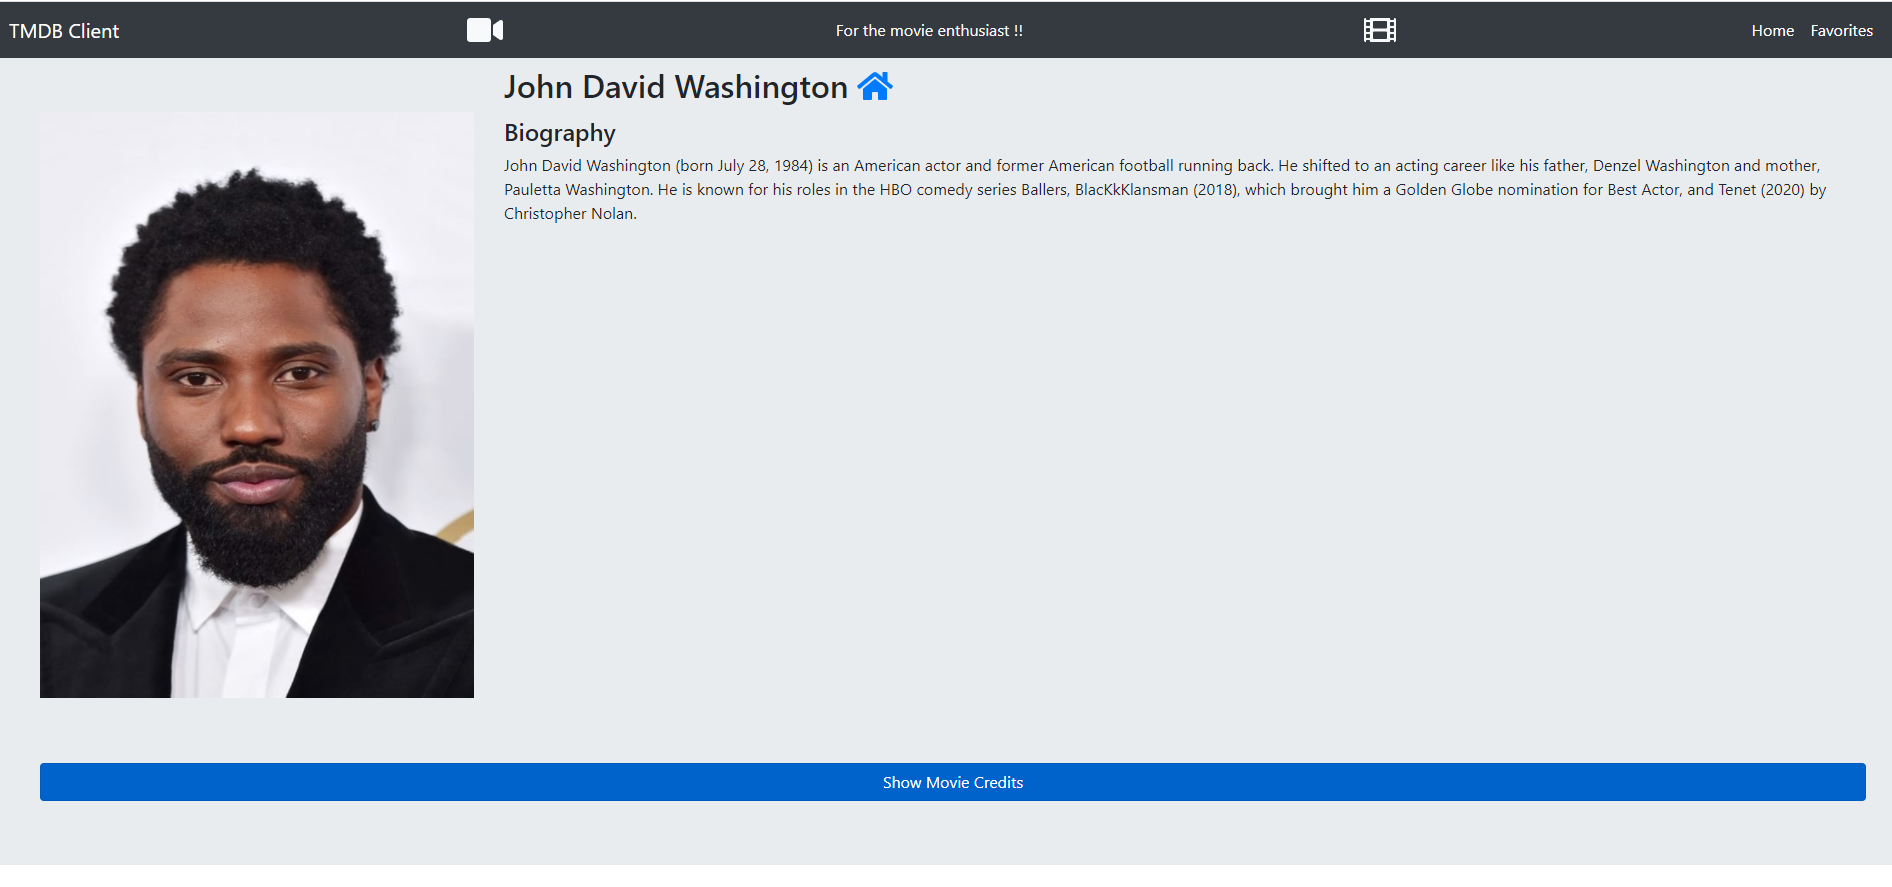 TMDB Client
For the movie enthusiast !!
Home
Favorites
John David Washington
Biography
John David Washington (born July 28, 1984) is an American actor and former American football running back. He shifted to an acting career like his father, Denzel Washington and mother,
Pauletta Washington. He is known for his roles in the HBO comedy series Ballers, BlacKkKlansman (2018), which brought him a Golden Globe nomination for Best Actor, and Tenet (2020) by
Christopher Nolan.
Show Movie Credits